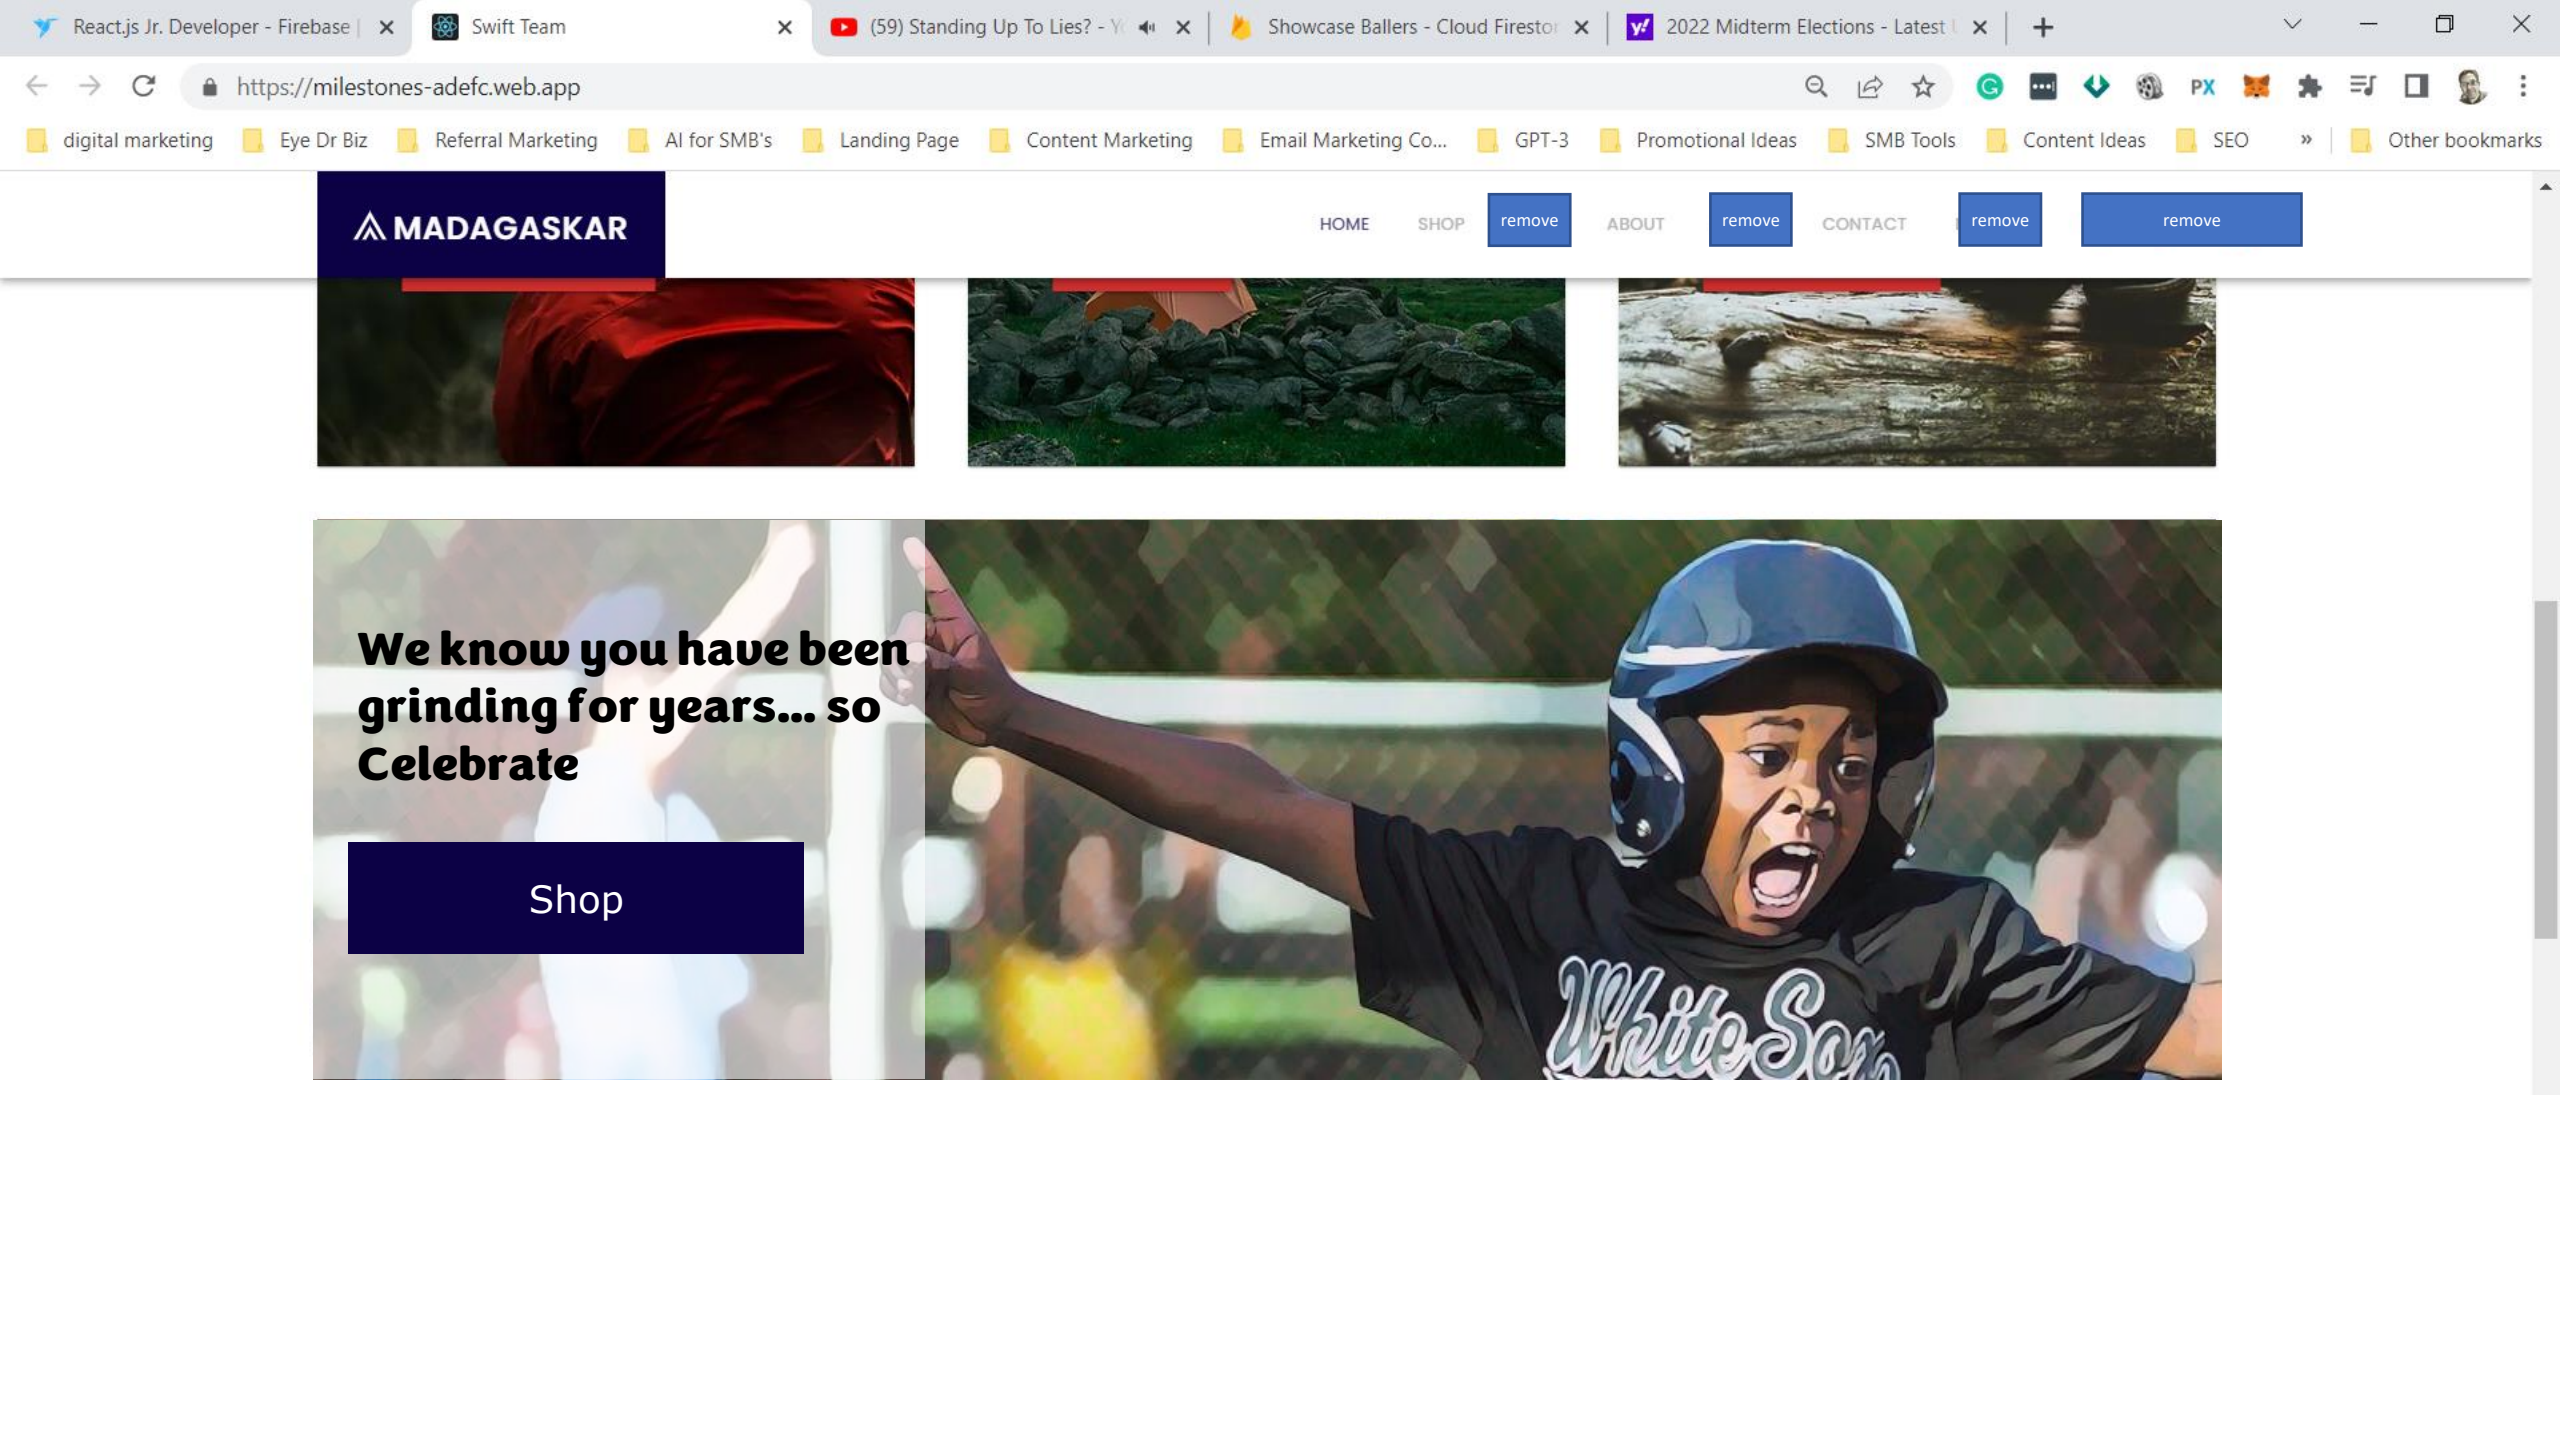 React.js Jr. Developer - Firebase
Swift Team
(59) Standing Up To Lies? -
Showcase Ballers - Cloud
2022 Midterm Elections - Latest
https://milestones-adefc.web.app
PX
digital marketing
Eye Dr Biz
Referral Marketing
AI for SMB's
Landing Page
Content Marketing
Email Marketing Co...
GPT-3
Promotional Ideas
SMB Tools
Content Ideas
SEO
»
Other bookmarks
MADAGASKAR
HOME
SHOP
remove
ABOUT
remove
CONTACT
remove
remove
We know you have been
grinding for years... so
Celebrate
Shop
White Sox